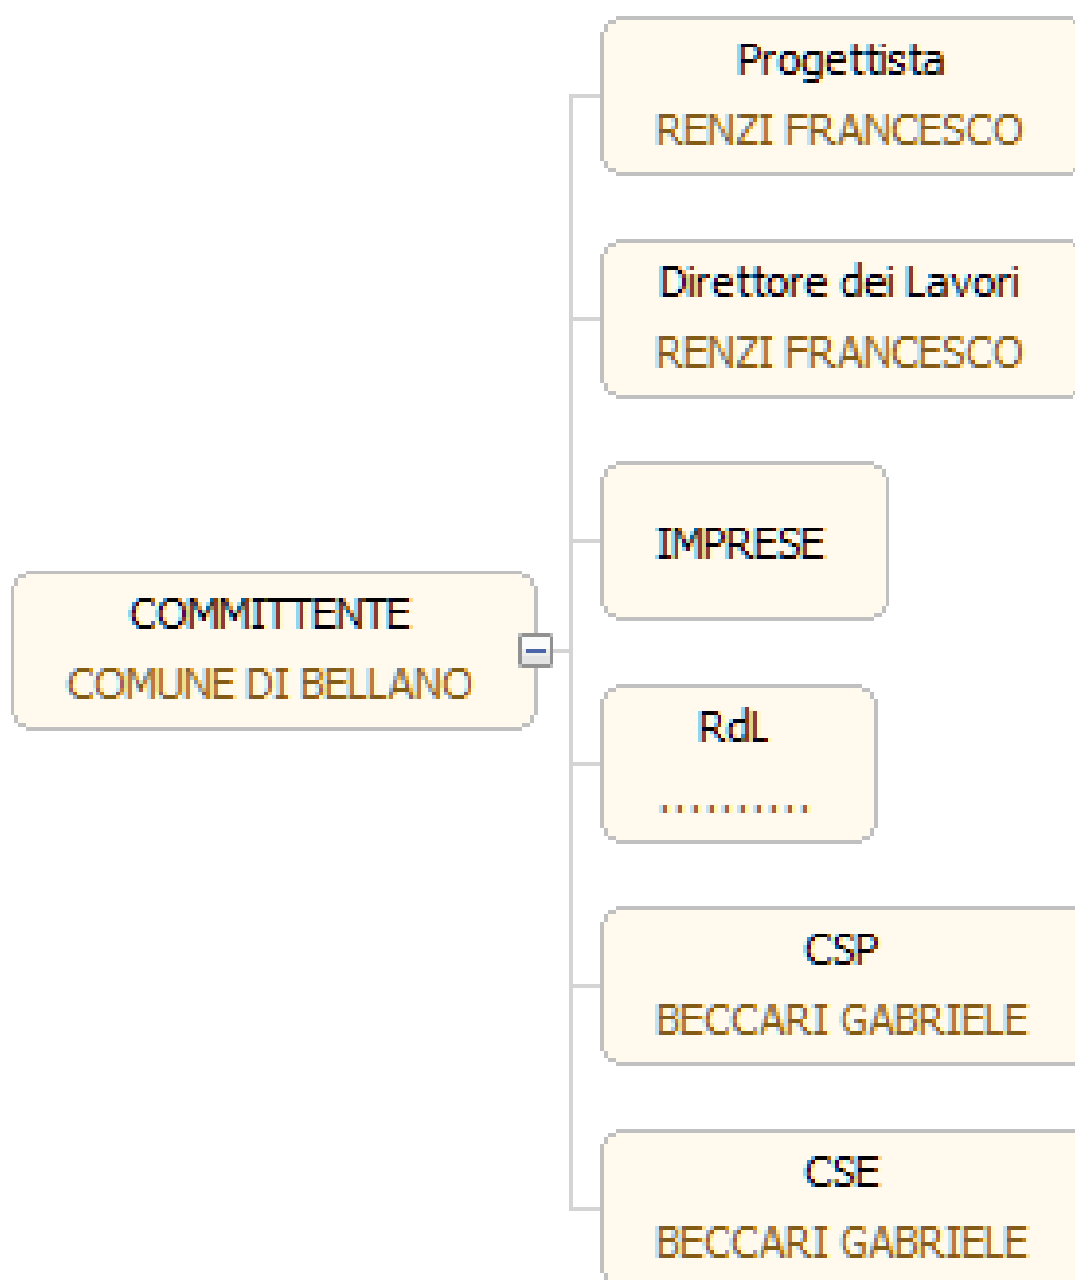 Progettista
RENZI FRANCESCO
Direttore dei Lavori
RENZI FRANCESCO
IMPRESE
COMMITTENTE
COMUNE DI BELLANO
RdL
..........
CSP
BECCARI GABRIELE
CSE
BECCARI GABRIELE